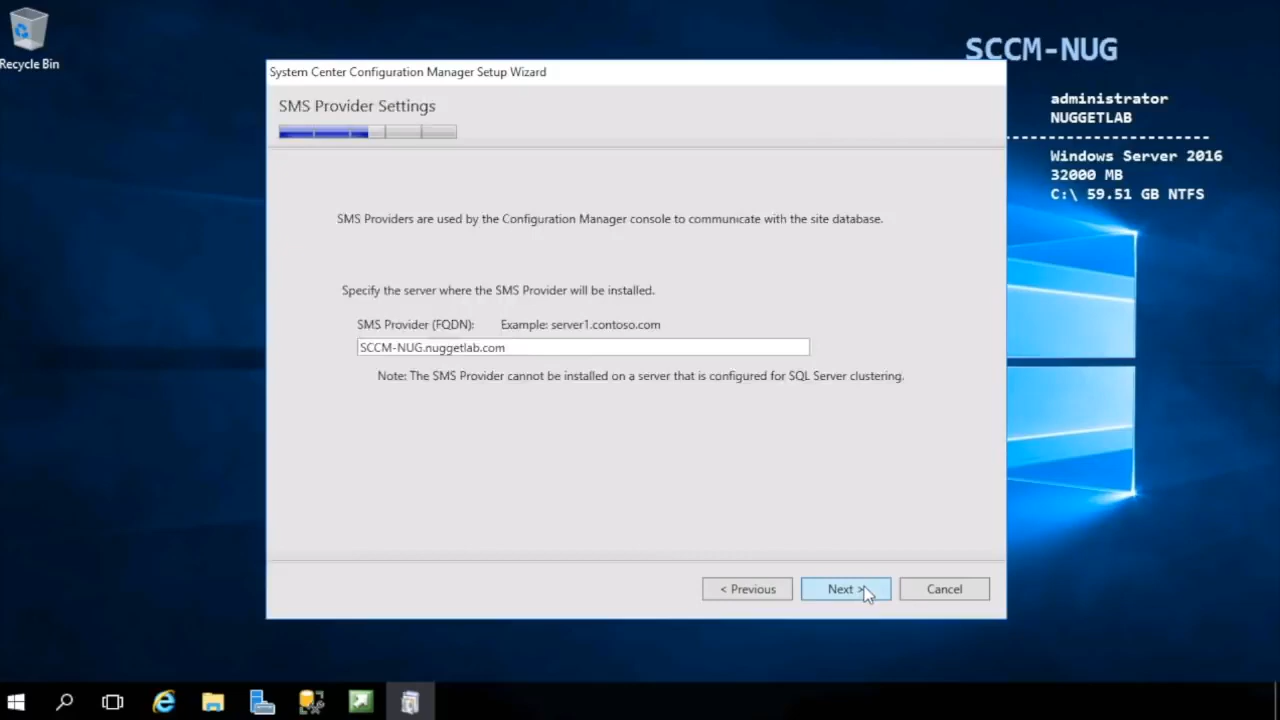 Recycle Bin
SCCM-NUG
administrator
NUGGETLAB
-----------------------
Windows Server 2016
32000 MB
C:\ 59.51 GB NTFS
System Center Configuration Manager Setup Wizard
SMS Provider Settings
SMS Providers are used by the Configuration Manager console to communicate with the site database.
Specify the server where the SMS Provider will be installed.
SMS Provider (FQDN): Example: server1.contoso.com
SCCM-NUG.nuggetlab.com
Note: The SMS Provider cannot be installed on a server that is configured for SQL Server clustering.
< Previous Next > Cancel